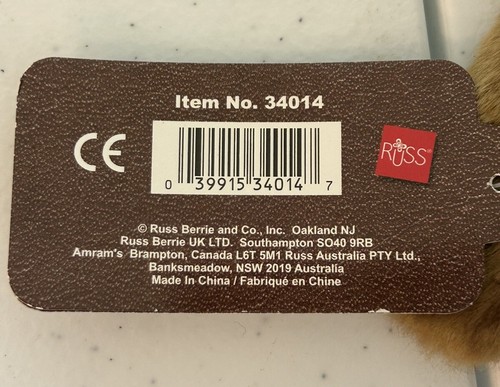 Item No. 34014
CE
0 39915 34014 7
RUSS
© Russ Berrie and Co., Inc. Oakland NJ
Russ Berrie UK LTD. Southampton SO40 9RB
Amram's Brampton, Canada L6T 5M1 Russ Australia PTY Ltd.,
Banksmeadow, NSW 2019 Australia
Made In China / Fabriqué en Chine